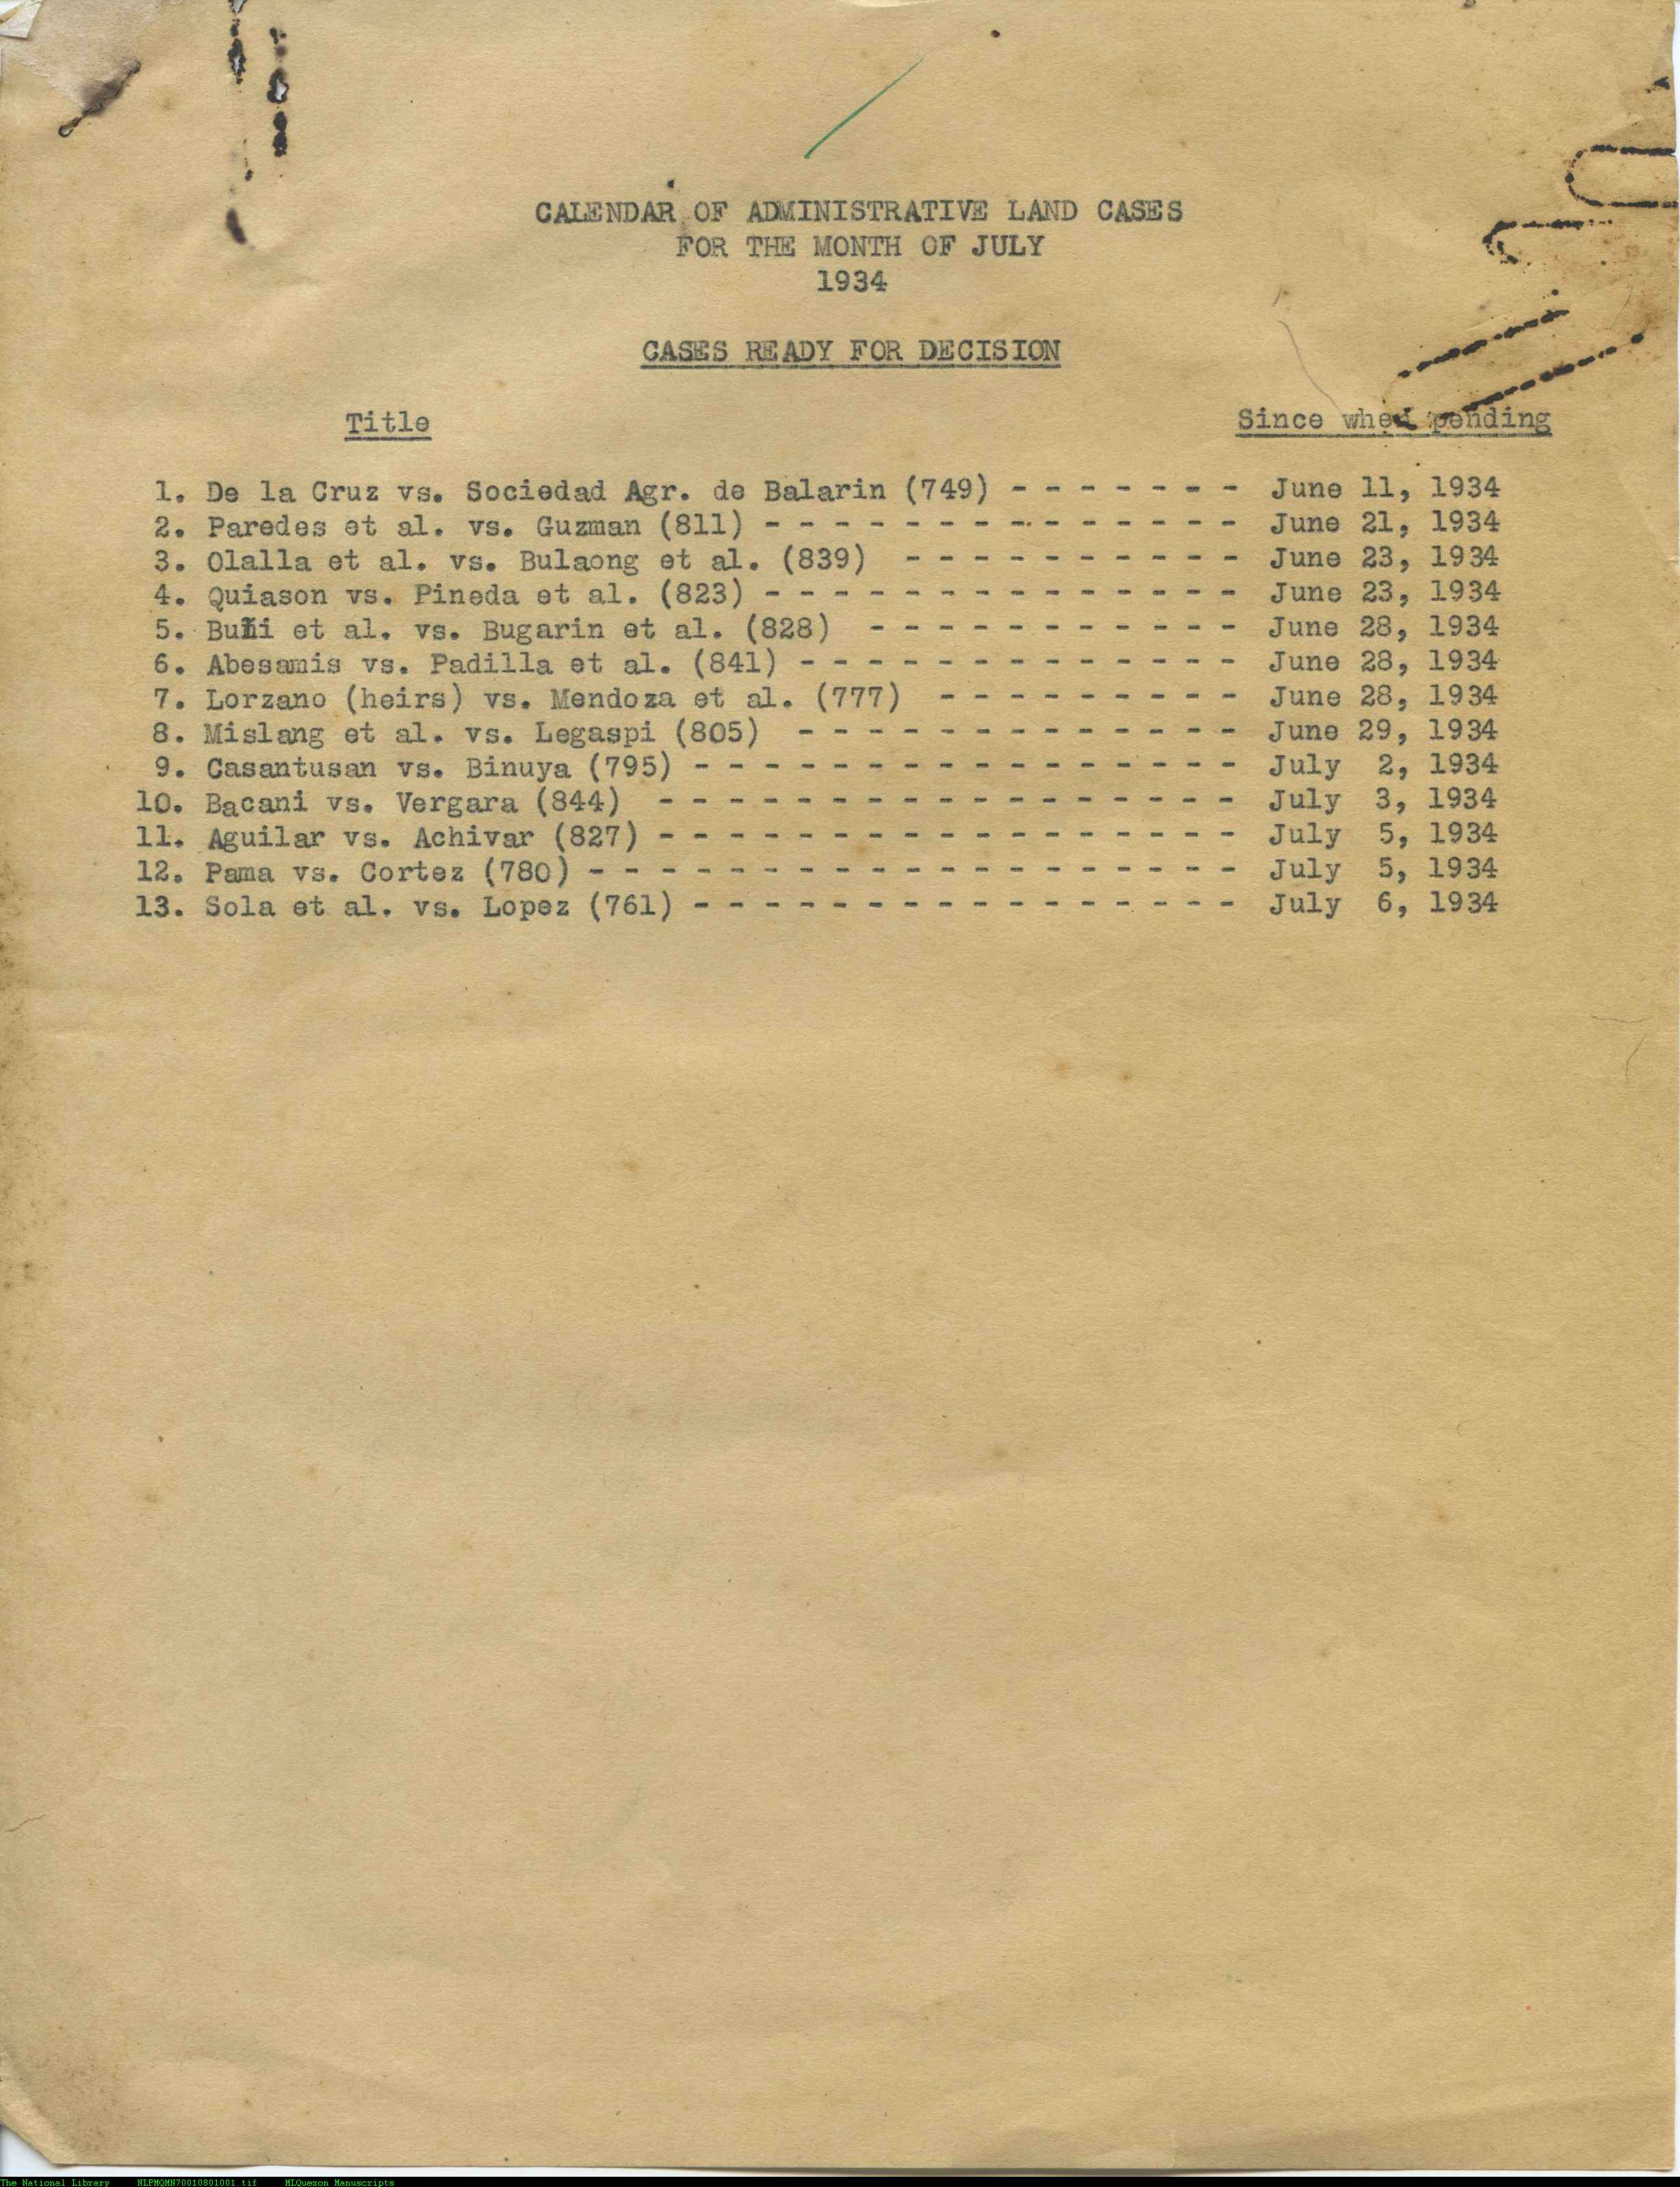 CALENDAR OF ADMINISTRATIVE LAND CASES
FOR THE MONTH OF JULY
1934
CASES READY FOR DECISION
Title Since when pending
1. De la Cruz vs. Sociedad Agr. de Balarin (749) - - - - - - - June 11, 1934
2. Paredes et al. vs. Guzman (811) - - - - - - - - - - - - - - June 21, 1934
3. Olalla et al. vs. Bulaong et al. (839) - - - - - - - - - - June 23, 1934
4. Quiason vs. Pineda et al. (823) - - - - - - - - - - - - - - June 23, 1934
5. et al. vs. Bugarin et al. (828) - - - - - - - - - - - June 28, 1934
6. Abesamis vs. Padilla et al. (841) - - - - - - - - - - - - - June 28, 1934
7. Lorzano (heirs) vs. Mendoza et al. (777) - - - - - - - - - June 28, 1934
8. Mislang et al. vs. Legaspi (805) - - - - - - - - - - - - - June 29, 1934
9. Casantusan vs. Binuya (795) - - - - - - - - - - - - - - - - July 2, 1934
10. Bacani vs. Vergara (844) - - - - - - - - - - - - - - - - - July 3, 1934
11. Aguilar vs. Achivar (827) - - - - - - - - - - - - - - - - - July 5, 1934
12. Pama vs. Cortez (780) - - - - - - - - - - - - - - - - - - - July 5, 1934
13. Sola et al. vs. Lopez (761) - - - - - - - - - - - - - - - - July 6, 1934
The National Library NLPMQMN70010801001.tif MLQuezon Manuscripts